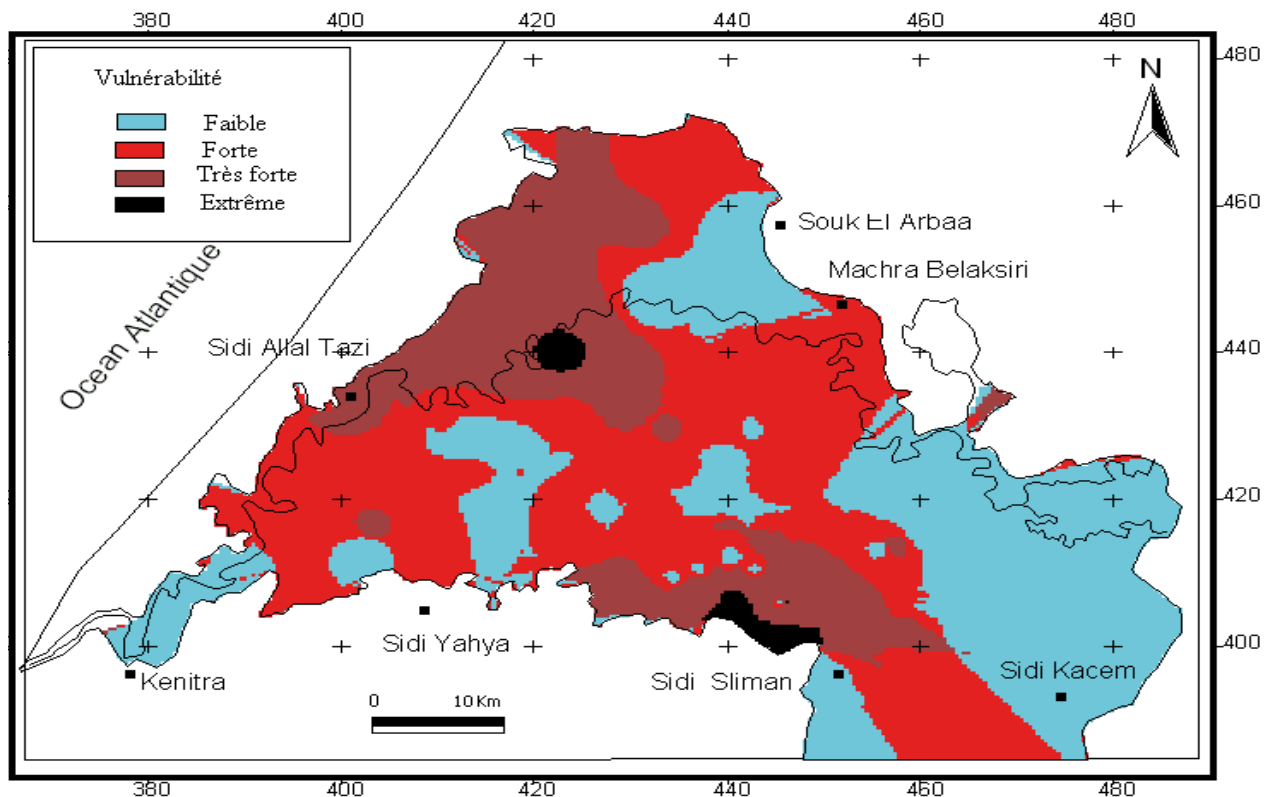 380 400 420 440 460 480
480
Vulnérabilité
Faible
Forte
Très forte
Extrême
N
460
Souk El Arbaa
Machra Belaksiri
Ocean Atlantique
Sidi Allal Tazi
440
420
400
Sidi Yahya
Kenitra
Sidi Sliman
Sidi Kacem
0 10 Km
380 400 420 440 460 480